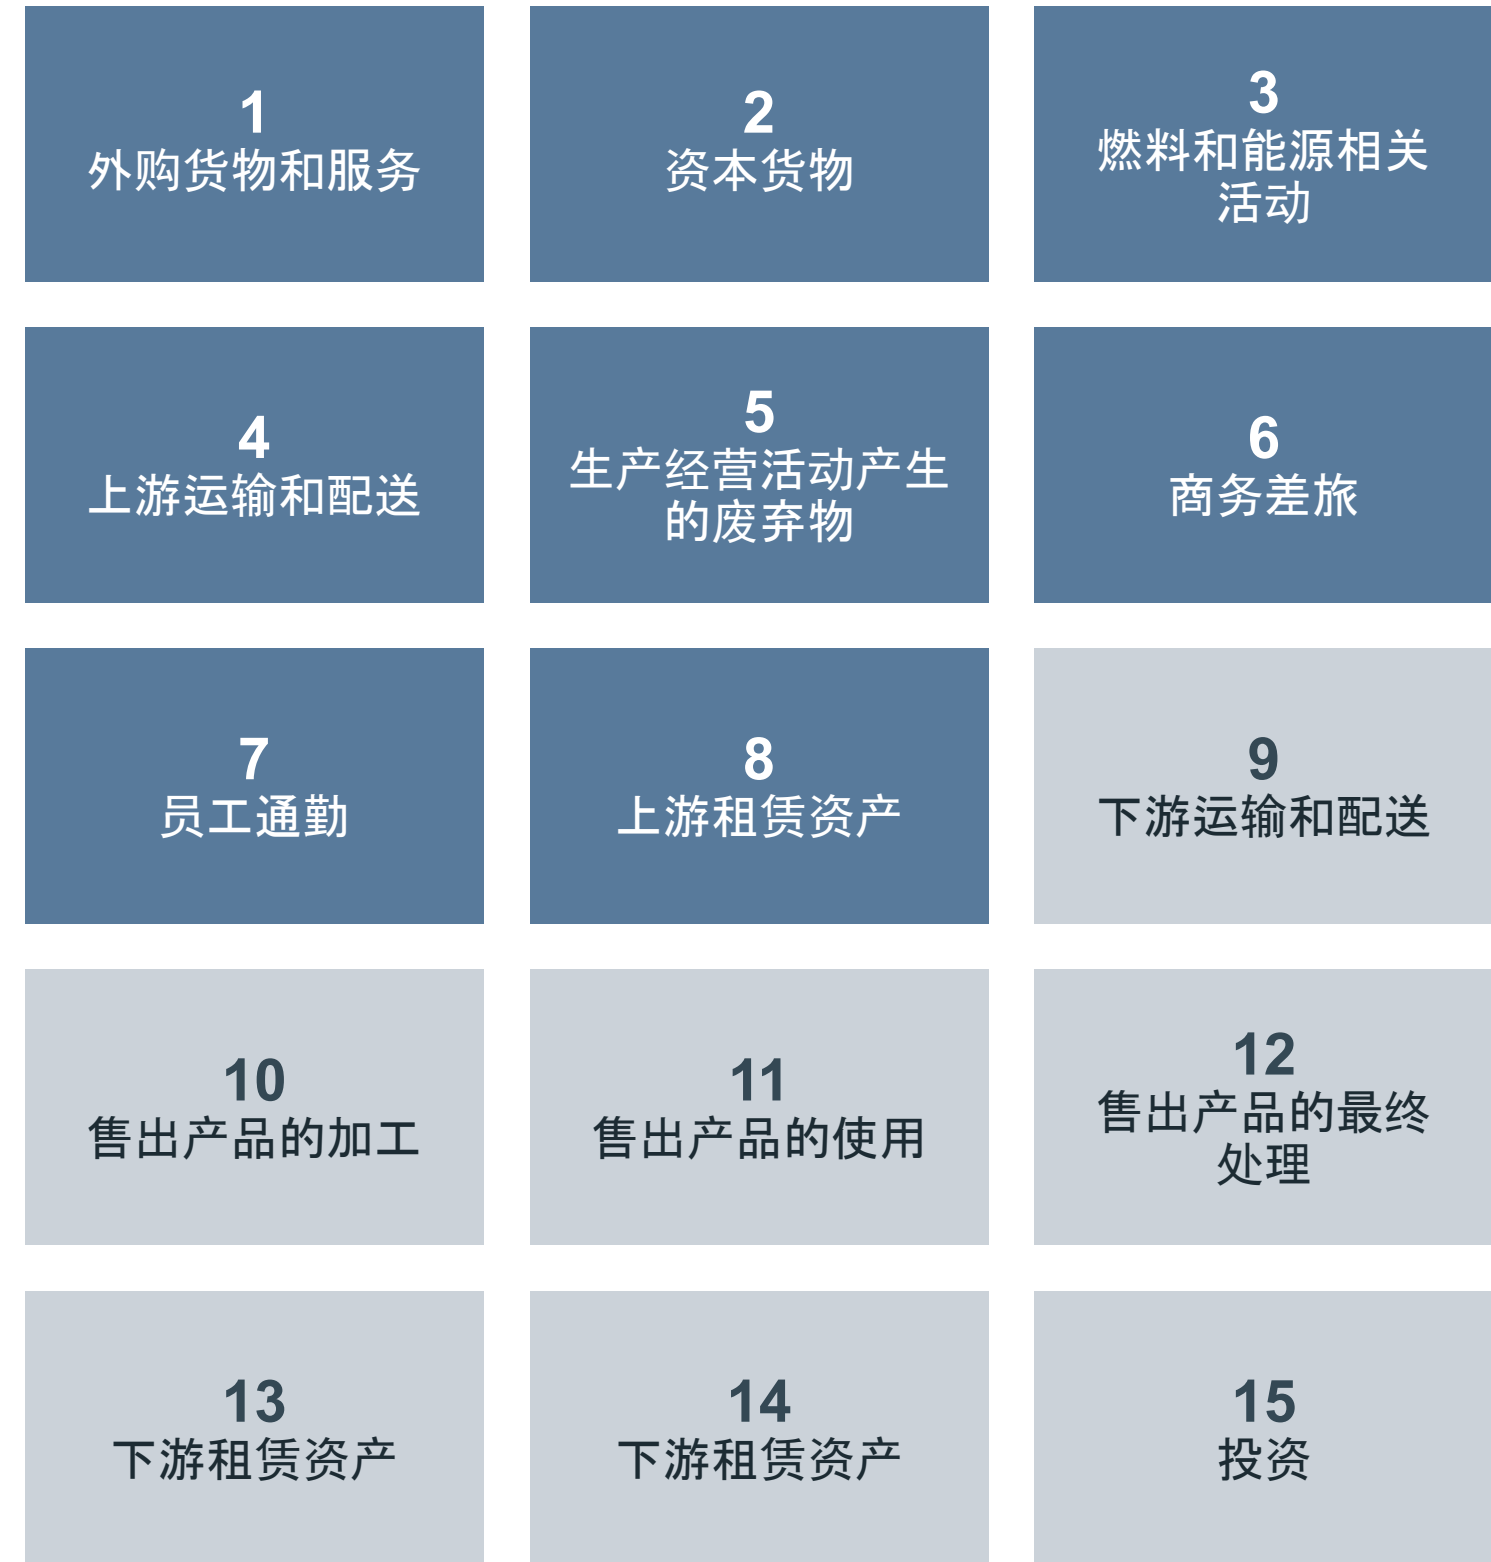 1
外购货物和服务
2
资本货物
3
燃料和能源相关
活动
4
上游运输和配送
5
生产经营活动产生
的废弃物
6
商务差旅
7
员工通勤
8
上游租赁资产
9
下游运输和配送
10
售出产品的加工
11
售出产品的使用
12
售出产品的最终
处理
13
下游租赁资产
14
下游租赁资产
15
投资